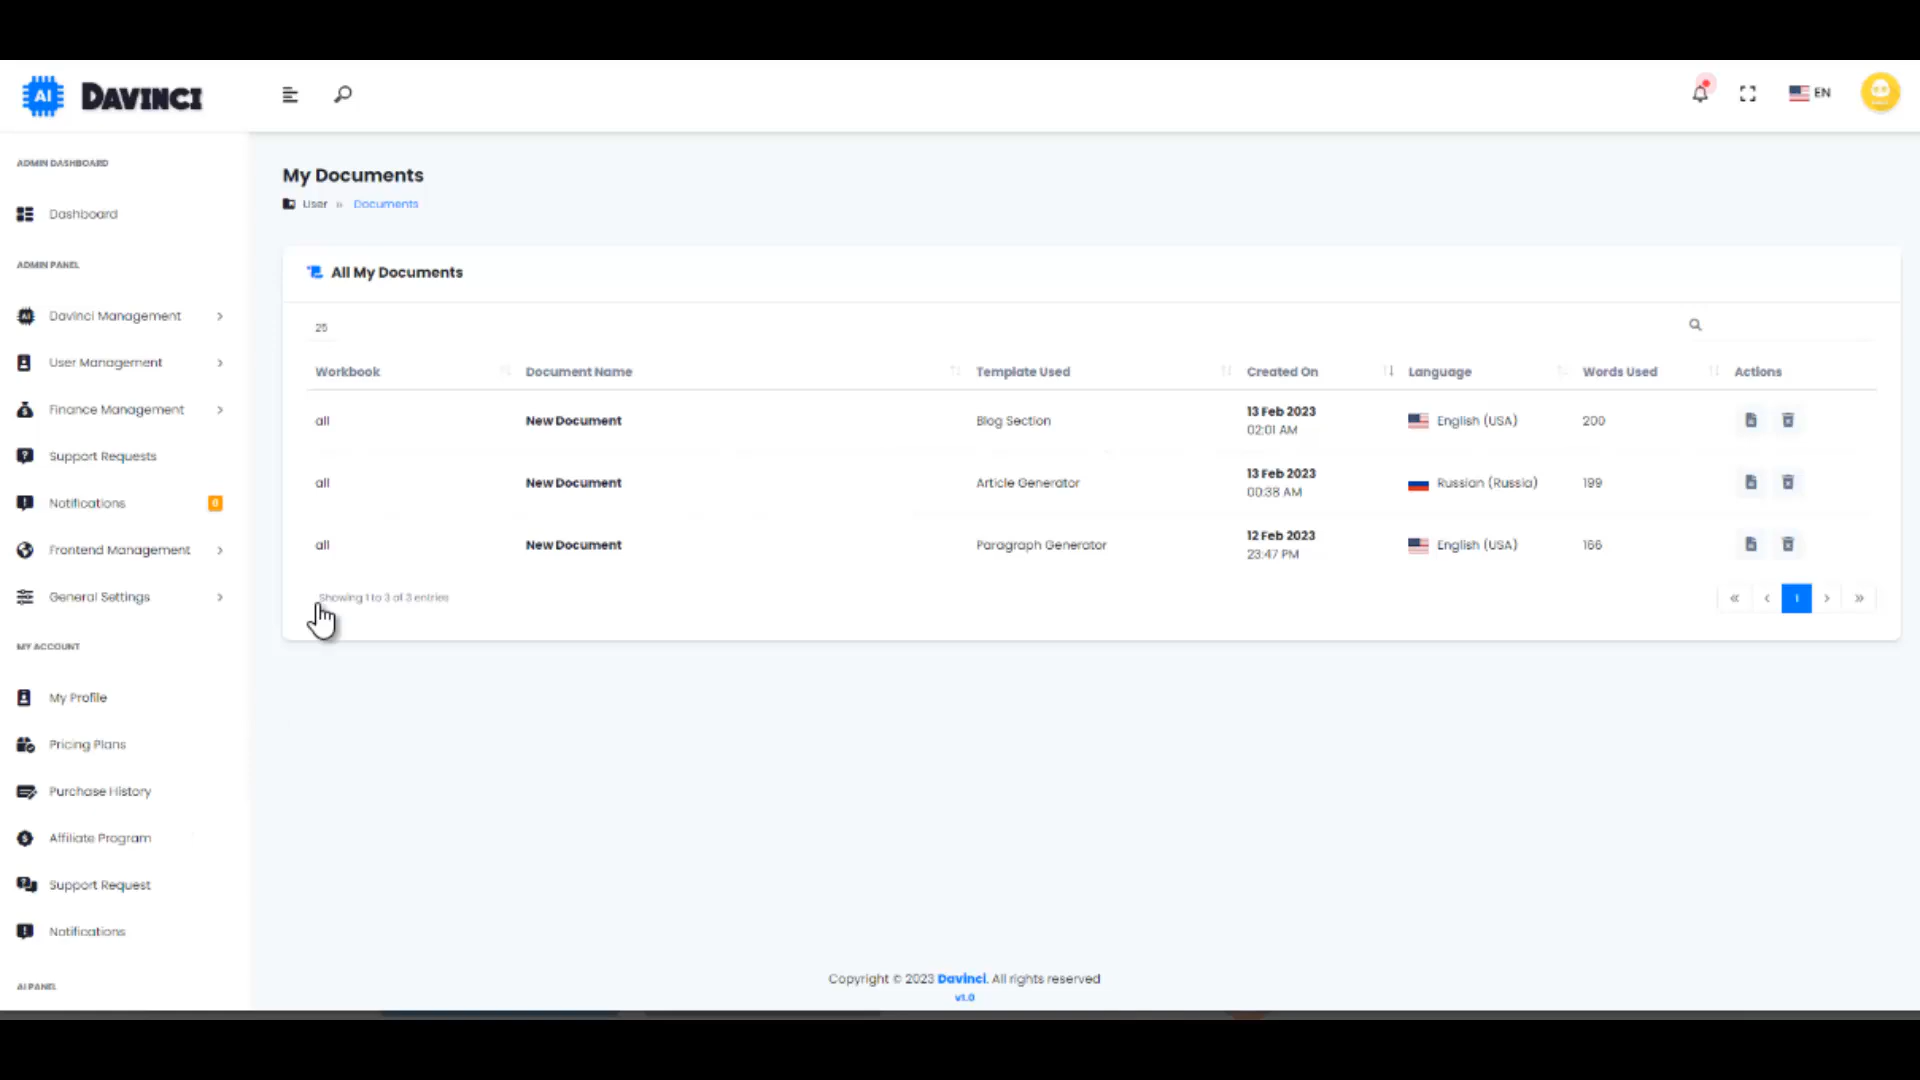 AI DAVINCI
EN
ADMIN DASHBOARD
Dashboard
ADMIN PANEL
Davinci Management
User Management
Finance Management
Support Requests
Notifications 0
Frontend Management
General Settings
MY ACCOUNT
My Profile
Pricing Plans
Purchase History
Affiliate Program
Support Request
Notifications
AI PANEL
My Documents
User » Documents
All My Documents
25
Workbook Document Name Template Used Created On Language Words Used Actions
all New Document Blog Section 13 Feb 2023 English (USA) 200
02:01 AM
all New Document Article Generator 13 Feb 2023 Russian (Russia) 199
00:38 AM
all New Document Paragraph Generator 12 Feb 2023 English (USA) 166
23:47 PM
Showing 1 to 3 of 3 entries
« ‹ 1 › »
Copyright © 2023 Davinci. All rights reserved
v1.0